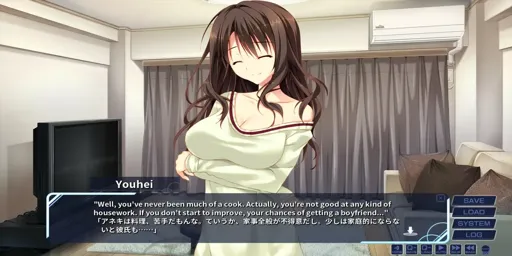 Youhei
"Well, you've never been much of a cook. Actually, you're not good at any kind of
housework. If you don't start to improve, your chances of getting a boyfriend..."
「アネキは料理、苦手だもんな。ていうか、家事全般が不得意だし。少しは家庭的にならな
いと彼氏も……」
SAVE
LOAD
SYSTEM
LOG